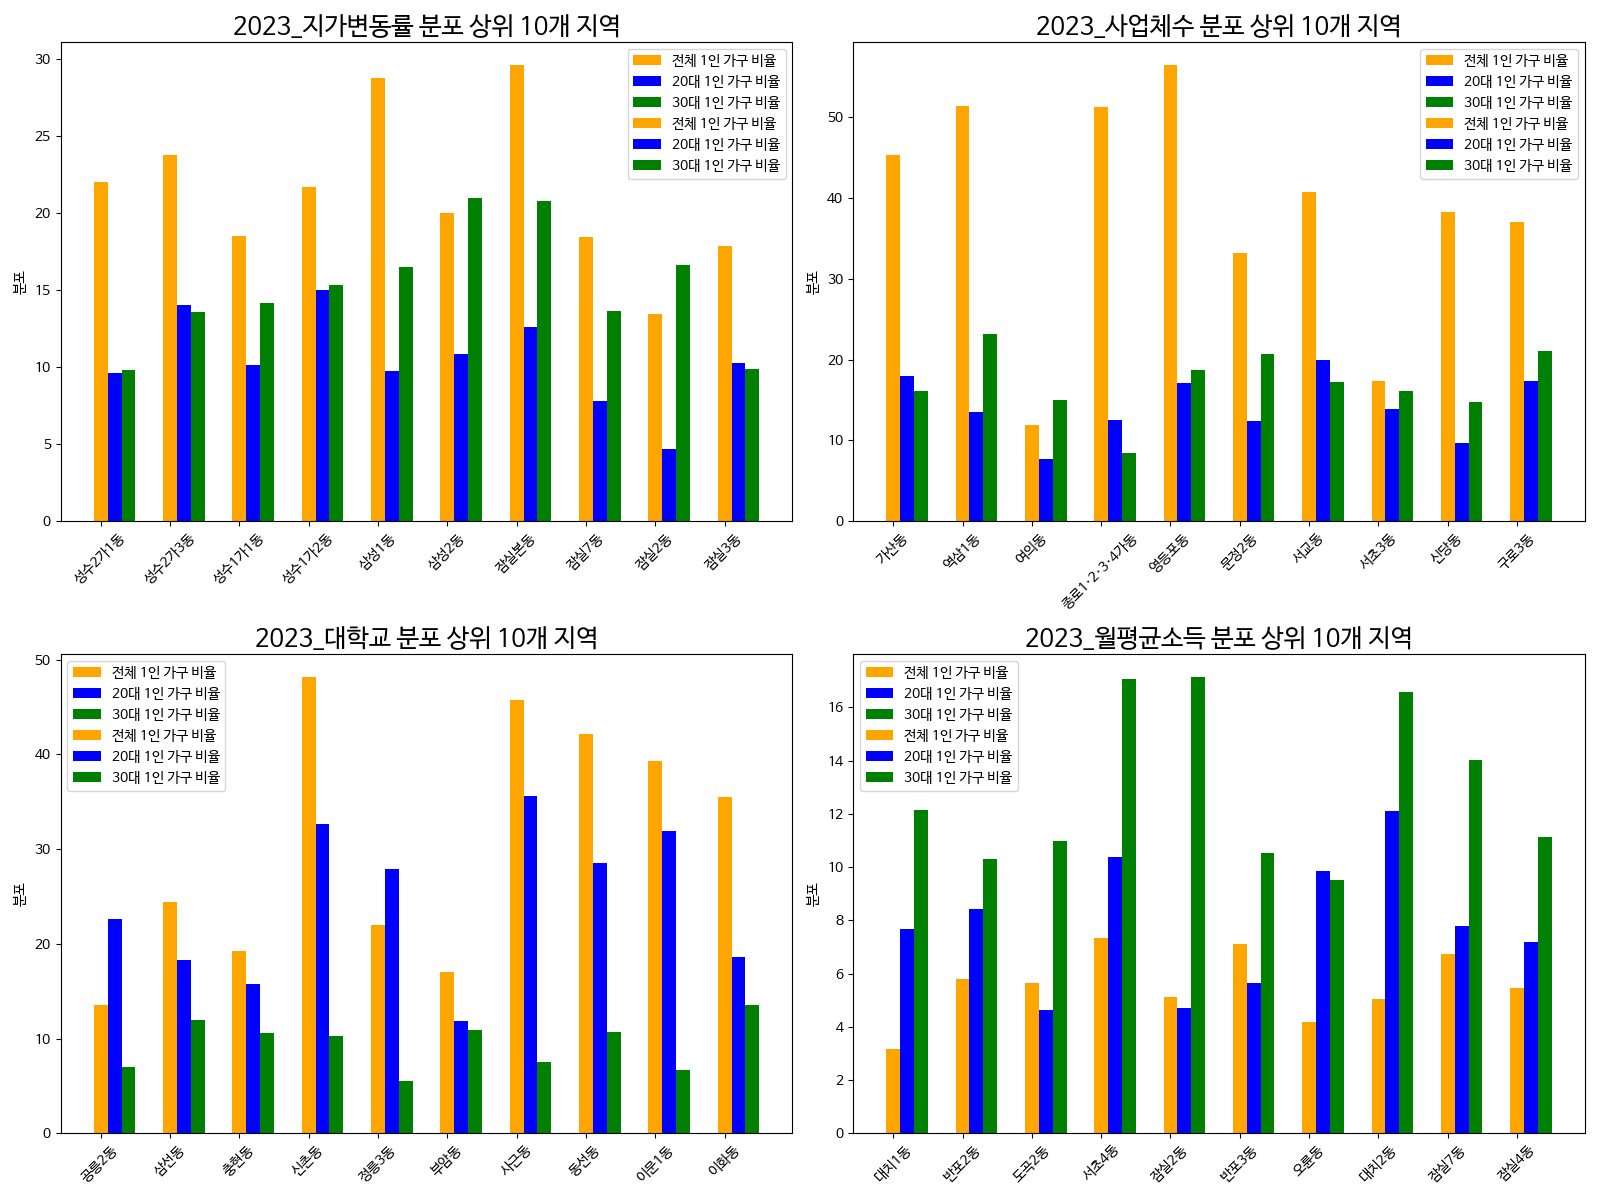 2023_지가변동률 분포 상위 10개 지역
30
25
20
15
10
5
0
분포
전체 1인 가구 비율
20대 1인 가구 비율
30대 1인 가구 비율
전체 1인 가구 비율
20대 1인 가구 비율
30대 1인 가구 비율
성수2가1동
성수2가3동
성수1가1동
성수1가2동
삼성1동
삼성2동
잠실본동
잠실7동
잠실2동
잠실3동
2023_사업체수 분포 상위 10개 지역
50
40
30
20
10
0
분포
전체 1인 가구 비율
20대 1인 가구 비율
30대 1인 가구 비율
전체 1인 가구 비율
20대 1인 가구 비율
30대 1인 가구 비율
가산동
역삼1동
여의동
종로1·2·3·4가동
영등포동
문정2동
서교동
서초3동
신당동
구로3동
2023_대학교 분포 상위 10개 지역
50
40
30
20
10
0
분포
전체 1인 가구 비율
20대 1인 가구 비율
30대 1인 가구 비율
전체 1인 가구 비율
20대 1인 가구 비율
30대 1인 가구 비율
공릉2동
삼선동
충현동
신촌동
정릉3동
부암동
사근동
동선동
이문1동
이화동
2023_월평균소득 분포 상위 10개 지역
16
14
12
10
8
6
4
2
0
분포
전체 1인 가구 비율
20대 1인 가구 비율
30대 1인 가구 비율
전체 1인 가구 비율
20대 1인 가구 비율
30대 1인 가구 비율
대치1동
반포2동
도곡2동
서초4동
잠실2동
반포3동
오륜동
대치2동
잠실7동
잠실4동